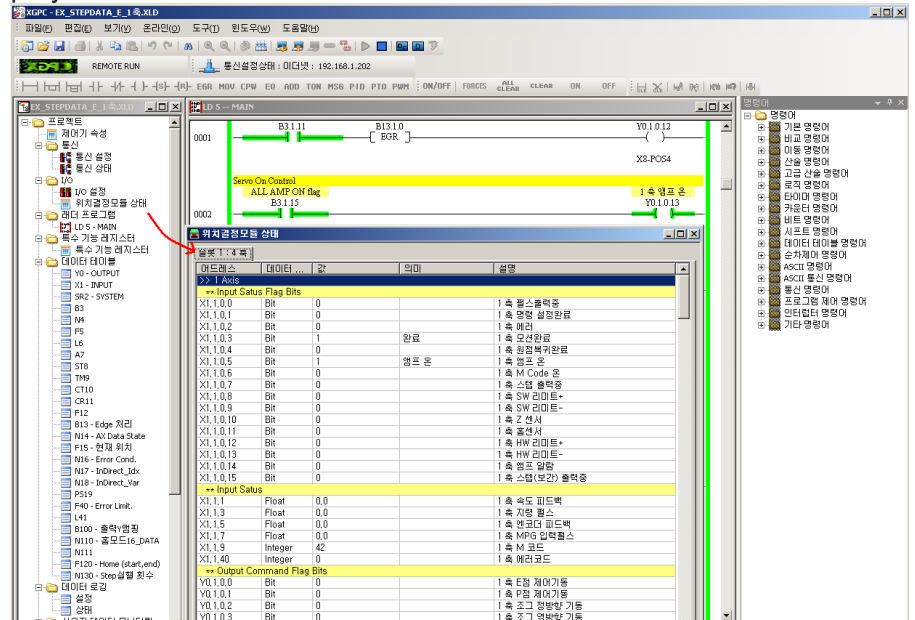 XGPC - EX_STEPDATA_E_1축.XLD
파일(F) 편집(E) 보기(V) 온라인(O) 도구(T) 윈도우(W) 도움말(H)
XGPC REMOTE RUN 통신설정상태 : 이더넷 : 192.168.1.202
EGR MOV CPW EQ ADD TON MSG PID PTO PWM ON/OFF FORCES ALL CLEAR CLEAR ON OFF
EX_STEPDATA_E_1축.XLD
프로젝트
제어기 속성
통신
통신 설정
통신 상태
I/O
I/O 설정
위치결정모듈 상태
래더 프로그램
LD 5 - MAIN
특수 기능 레지스터
특수 기능 레지스터
데이터 테이블
Y0 - OUTPUT
X1 - INPUT
SR2 - SYSTEM
B3
N4
F5
L6
A7
ST8
TM9
CT10
CR11
F12
B13 - Edge 처리
N14 - AX Data State
F15 - 현재 위치
N16 - Error Cond.
N17 - InDirect_Idx
N18 - InDirect_Var
PS19
F40 - Error Limit.
L41
B100 - 출력Y맵핑
N110 - 홈모드16_DATA
N111
F120 - Home (start,end)
N130 - Step실행 횟수
데이터 로깅
설정
상태
LD 5 -- MAIN
B3.1.11 B13.1.0 Y0.1.0.12
0001 EGR
X8-POS4
Servo On Control
ALL AMP ON flag 1 축 앰프 온
B3.1.15 Y0.1.0.13
0002
위치결정모듈 상태
슬롯 1 : 4 축
어드레스 데이터 ... 값 의미 설명
>> 1 Axis
** Input Satus Flag Bits
X1,1,0,0 Bit 0 1 축 펄스출력중
X1,1,0,1 Bit 0 1 축 명령 설정완료
X1,1,0,2 Bit 0 1 축 에러
X1,1,0,3 Bit 1 완료 1 축 모션완료
X1,1,0,4 Bit 0 1 축 원점복귀완료
X1,1,0,5 Bit 1 앰프 온 1 축 앰프 온
X1,1,0,6 Bit 0 1 축 M Code 온
X1,1,0,7 Bit 0 1 축 스텝 출력중
X1,1,0,8 Bit 0 1 축 SW 리미트+
X1,1,0,9 Bit 0 1 축 SW 리미트-
X1,1,0,10 Bit 0 1 축 Z 센서
X1,1,0,11 Bit 0 1 축 홈센서
X1,1,0,12 Bit 0 1 축 HW 리미트+
X1,1,0,13 Bit 0 1 축 HW 리미트-
X1,1,0,14 Bit 0 1 축 앰프 알람
X1,1,0,15 Bit 0 1 축 스텝(보간) 출력중
** Input Satus
X1,1,1 Float 0,0 1 축 속도 피드백
X1,1,3 Float 0,0 1 축 지령 펄스
X1,1,5 Float 0,0 1 축 엔코더 피드백
X1,1,7 Float 0,0 1 축 MPG 입력펄스
X1,1,9 Integer 42 1 축 M 코드
X1,1,40 Integer 0 1 축 에러코드
** Output Command Flag Bits
Y0,1,0,0 Bit 0 1 축 E점 제어기동
Y0,1,0,1 Bit 0 1 축 P점 제어기동
Y0,1,0,2 Bit 0 1 축 조그 정방향 기동
Y0,1,0,3 Bit 0 1 축 조그 역방향 기동
명령어
명령어
기본 명령어
비교 명령어
이동 명령어
산술 명령어
고급 산술 명령어
로직 명령어
타이머 명령어
카운터 명령어
비트 명령어
시프트 명령어
데이터 테이블 명령어
순차제어 명령어
ASCII 명령어
ASCII 통신 명령어
통신 명령어
프로그램 제어 명령어
인터럽터 명령어
기타 명령어